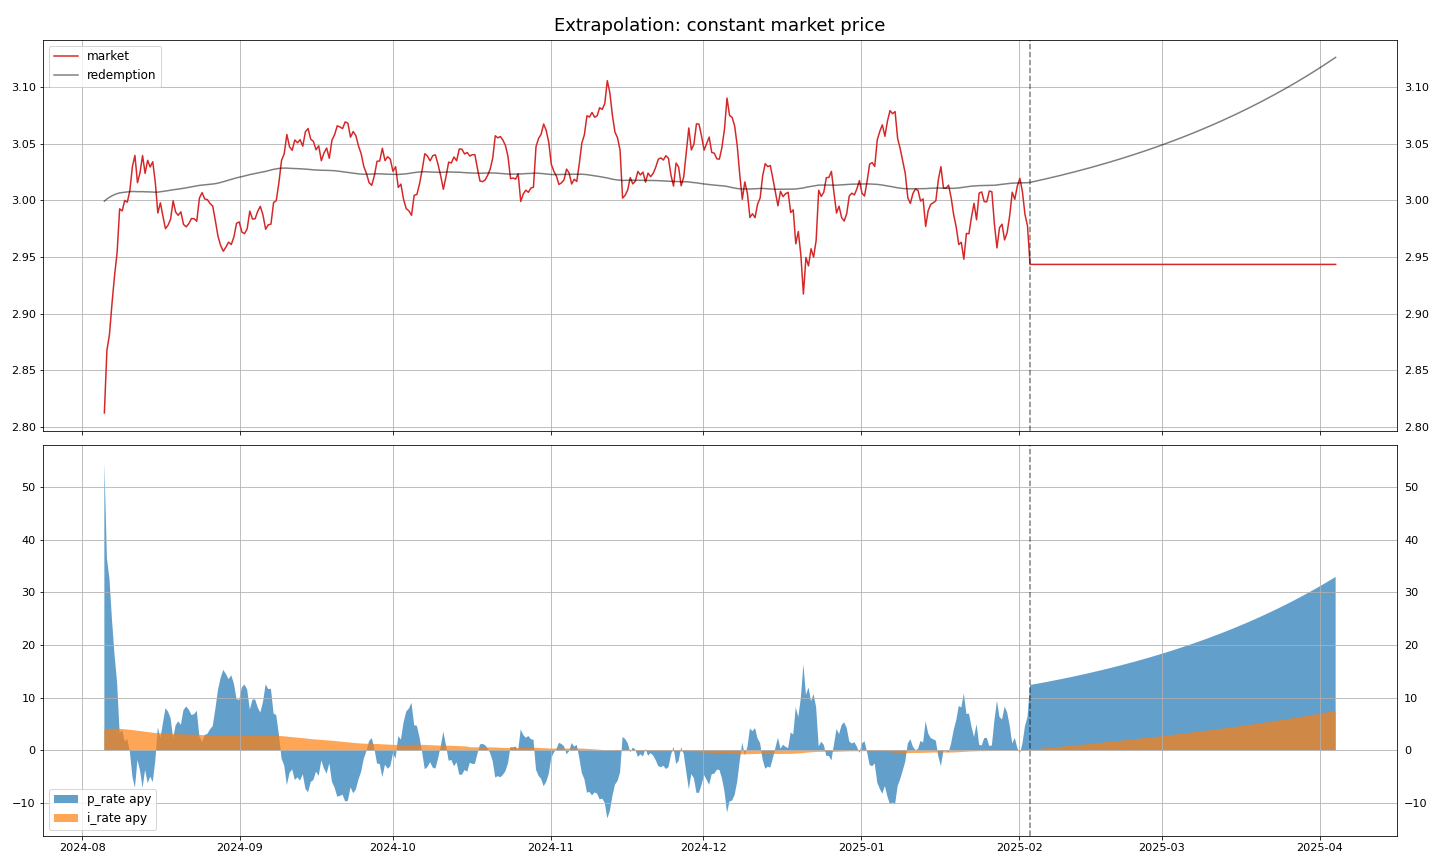 Extrapolation: constant market price
market
redemption
3.10 3.10
3.05 3.05
3.00 3.00
2.95 2.95
2.90 2.90
2.85 2.85
2.80 2.80
50 50
40 40
30 30
20 20
10 10
0 0
−10 −10
p_rate apy
i_rate apy
2024-08 2024-09 2024-10 2024-11 2024-12 2025-01 2025-02 2025-03 2025-04